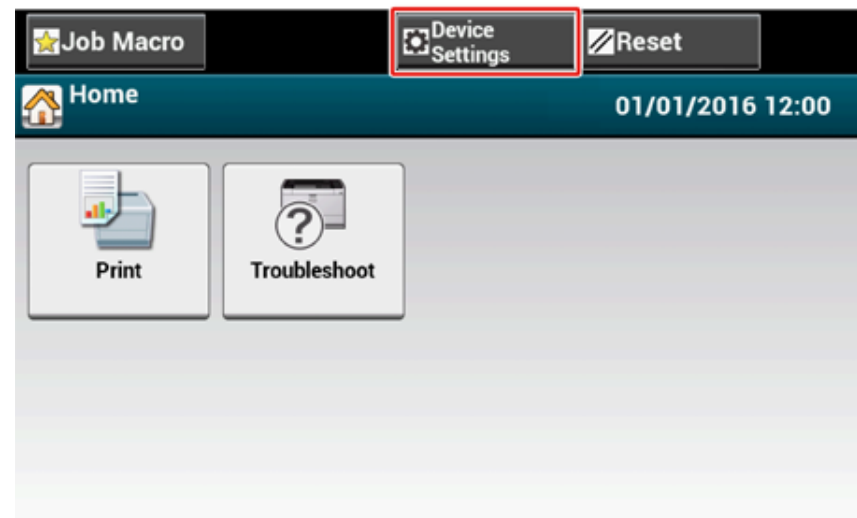 Job Macro
Device
Settings
Reset
Home
01/01/2016 12:00
Print
Troubleshoot